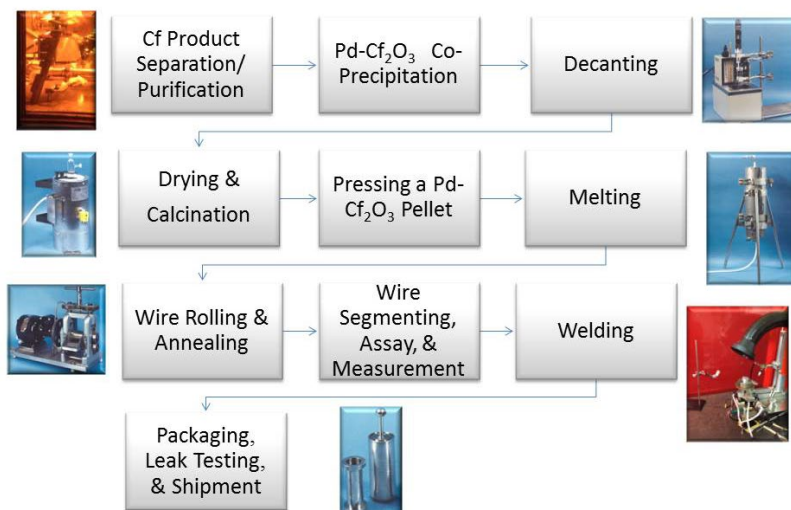 Cf Product
Separation/
Purification
Pd-Cf₂O₃ Co-
Precipitation
Decanting
Drying &
Calcination
Pressing a Pd-
Cf₂O₃ Pellet
Melting
Wire Rolling &
Annealing
Wire
Segmenting,
Assay, &
Measurement
Welding
Packaging,
Leak Testing,
& Shipment